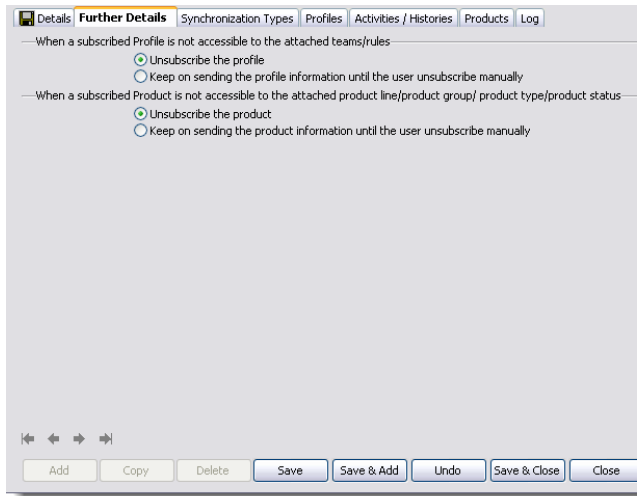 Details Further Details Synchronization Types Profiles Activities / Histories Products Log
When a subscribed Profile is not accessible to the attached teams/rules
Unsubscribe the profile
Keep on sending the profile information until the user unsubscribe manually
When a subscribed Product is not accessible to the attached product line/product group/ product type/product status
Unsubscribe the product
Keep on sending the product information until the user unsubscribe manually
Add Copy Delete Save Save & Add Undo Save & Close Close